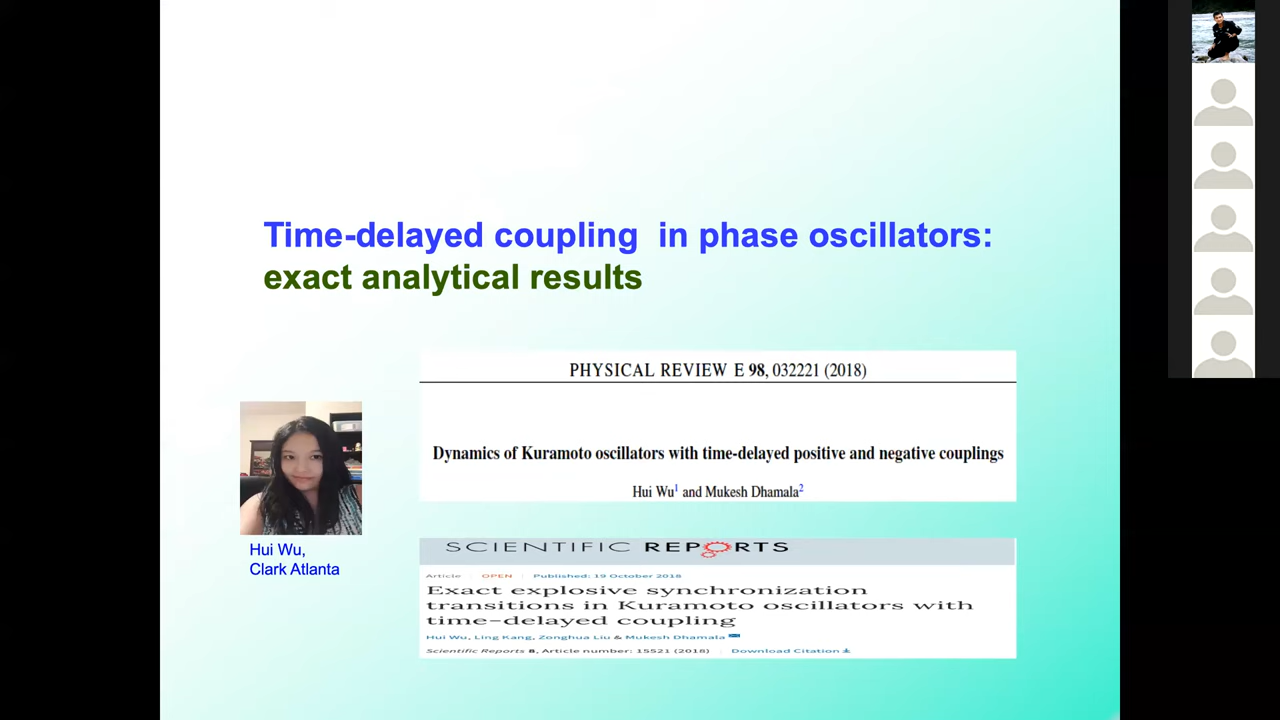 Time-delayed coupling in phase oscillators:
exact analytical results
PHYSICAL REVIEW E 98, 032221 (2018)
Dynamics of Kuramoto oscillators with time-delayed positive and negative couplings
Hui Wu1 and Mukesh Dhamala2
Hui Wu,
Clark Atlanta
SCIENTIFIC REPORTS
Article | OPEN | Published: 19 October 2018
Exact explosive synchronization
transitions in Kuramoto oscillators with
time-delayed coupling
Hui Wu, Ling Kang, Zonghua Liu & Mukesh Dhamala
Scientific Reports 8, Article number: 15521 (2018) | Download Citation